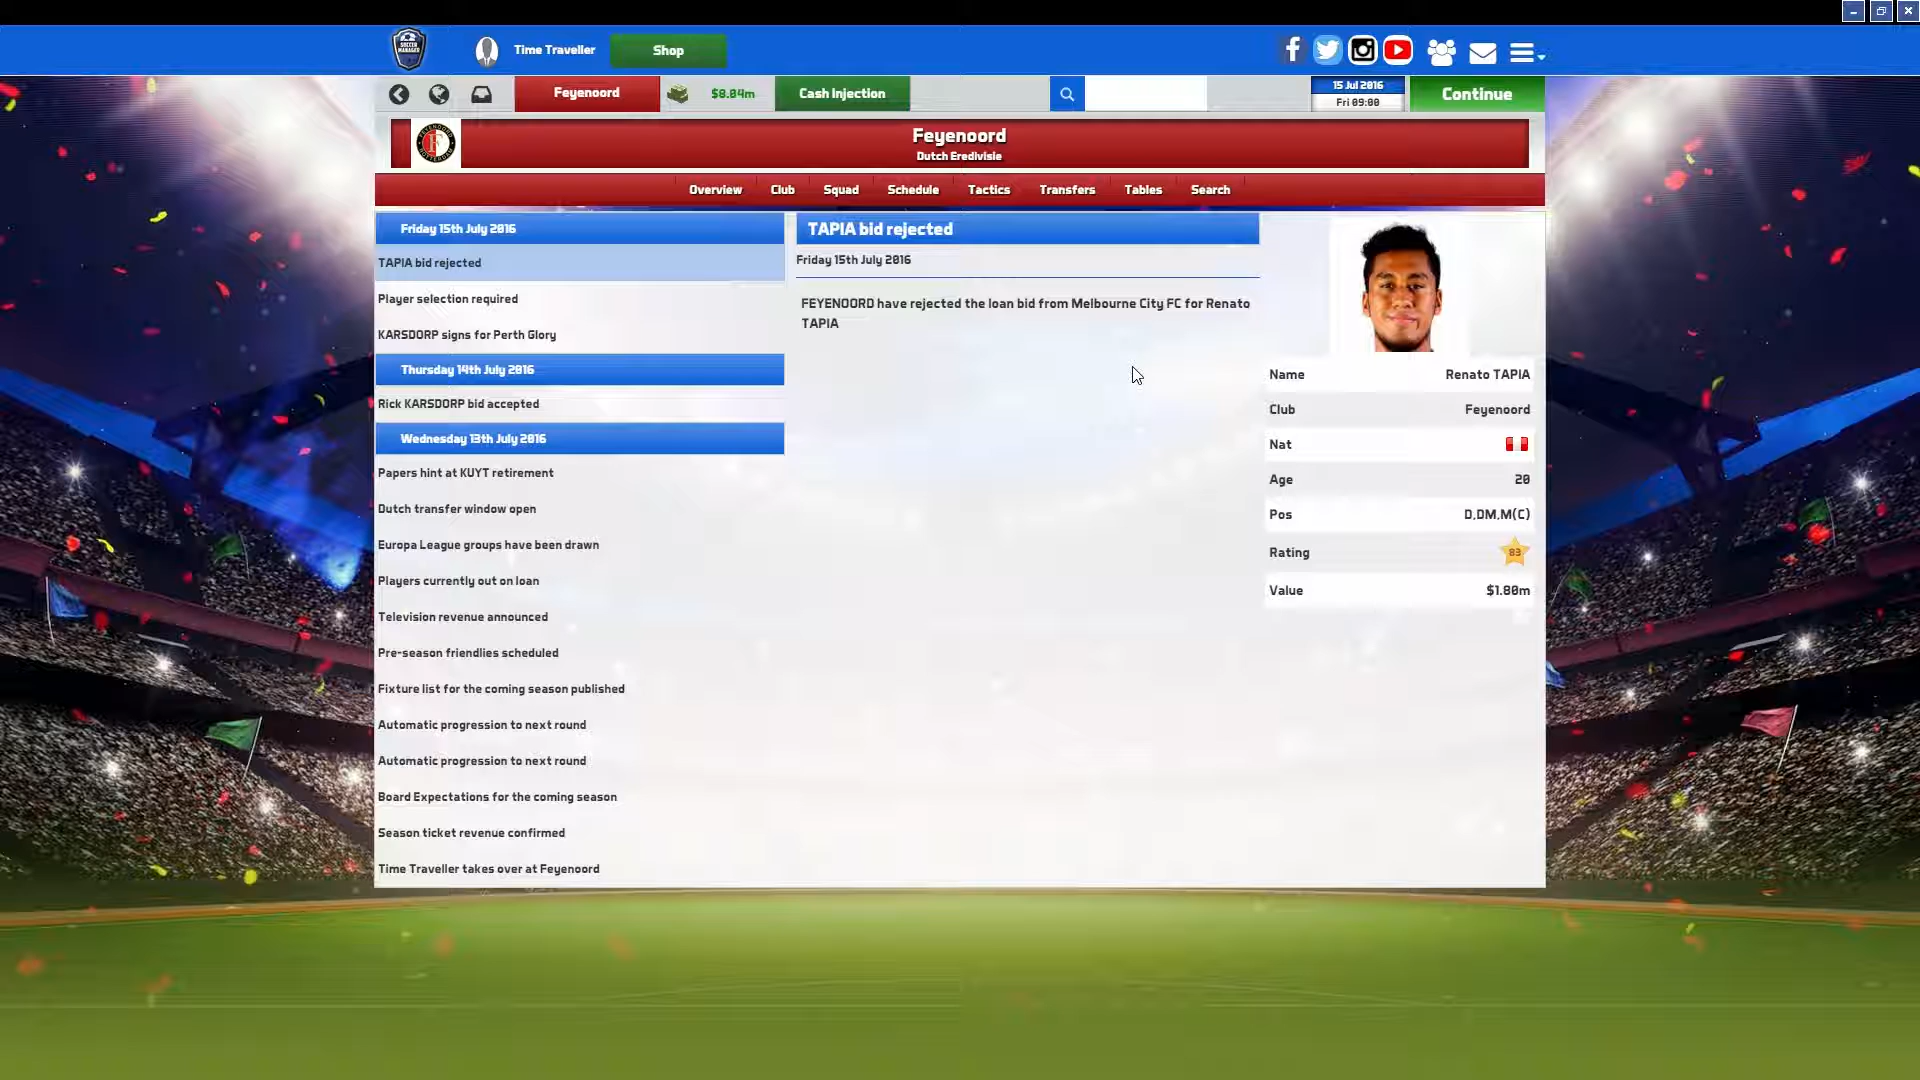 SOCCER MANAGER
Time Traveller
Shop
Feyenoord
$8.04m
Cash Injection
15 Jul 2016
Fri 09:00
Continue
Feyenoord
Dutch Eredivisie
Overview
Club
Squad
Schedule
Tactics
Transfers
Tables
Search
Friday 15th July 2016
TAPIA bid rejected
Player selection required
KARSDORP signs for Perth Glory
Thursday 14th July 2016
Rick KARSDORP bid accepted
Wednesday 13th July 2016
Papers hint at KUYT retirement
Dutch transfer window open
Europa League groups have been drawn
Players currently out on loan
Television revenue announced
Pre-season friendlies scheduled
Fixture list for the coming season published
Automatic progression to next round
Automatic progression to next round
Board Expectations for the coming season
Season ticket revenue confirmed
Time Traveller takes over at Feyenoord
TAPIA bid rejected
Friday 15th July 2016
FEYENOORD have rejected the loan bid from Melbourne City FC for Renato
TAPIA
Name Renato TAPIA
Club Feyenoord
Nat
Age 20
Pos D,DM,M(C)
Rating 83
Value $1.80m